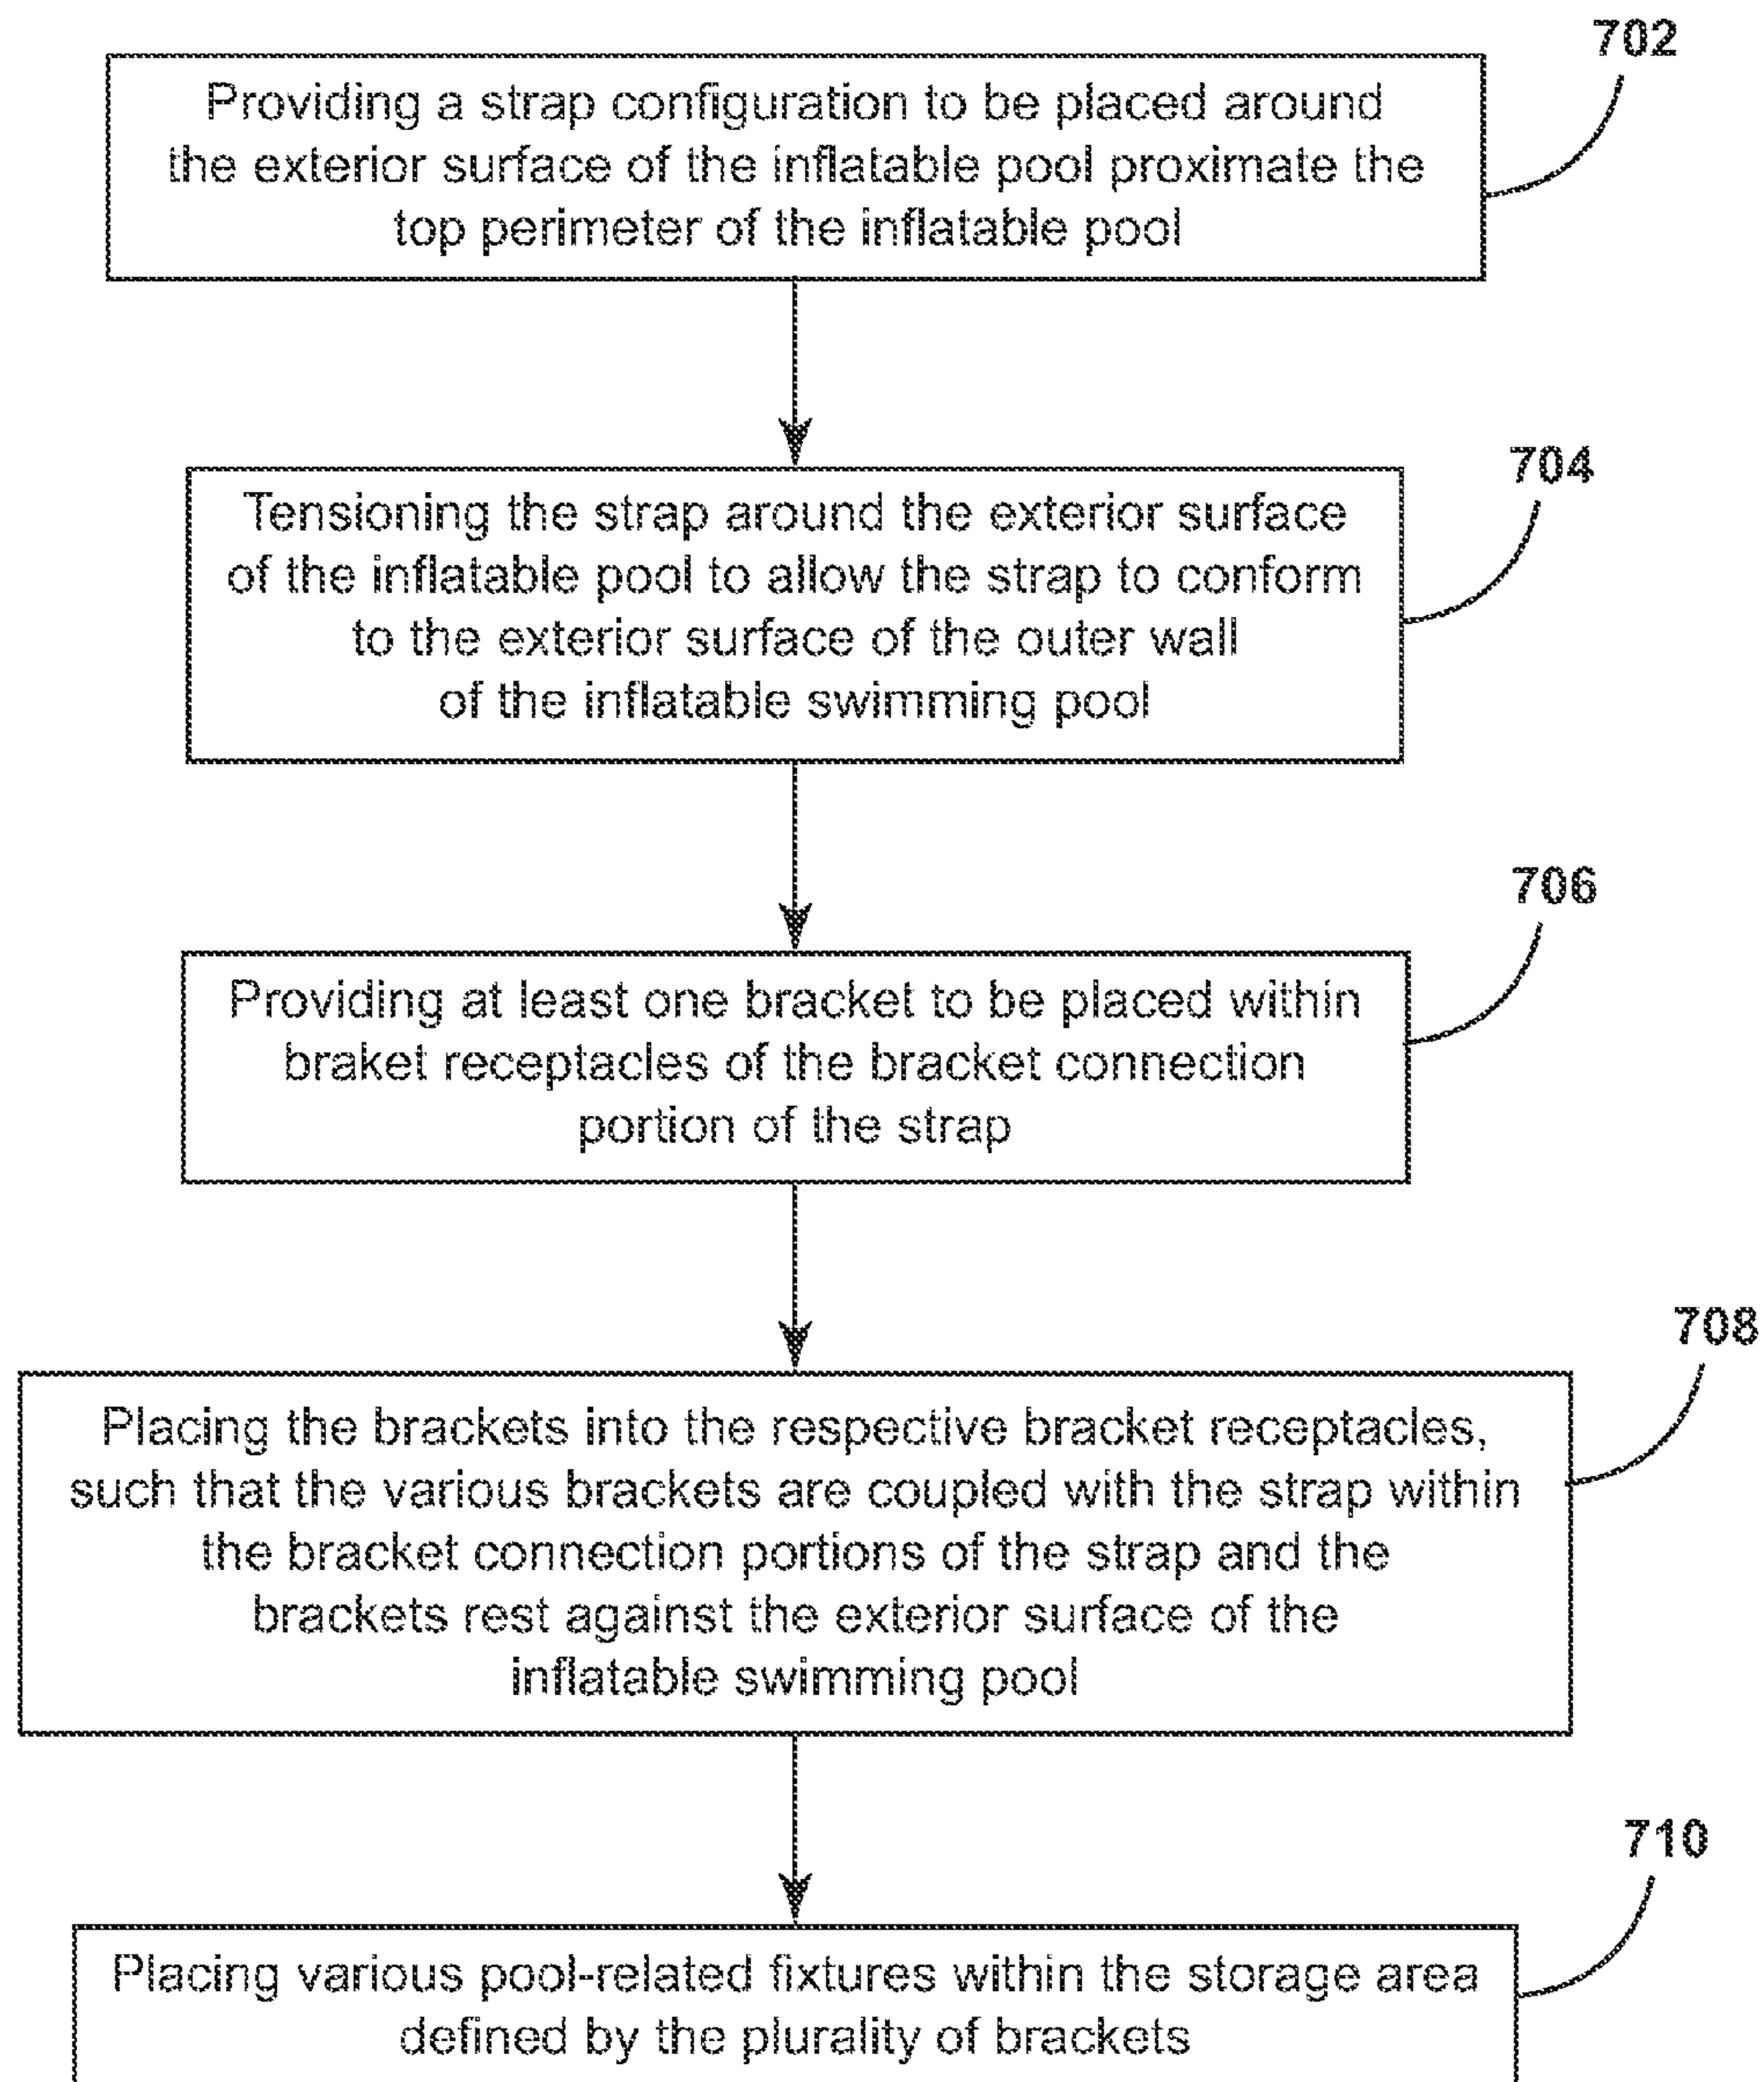 702
Providing a strap configuration to be placed around
the exterior surface of the inflatable pool proximate the
top perimeter of the inflatable pool
704
Tensioning the strap around the exterior surface
of the inflatable pool to allow the strap to conform
to the exterior surface of the outer wall
of the inflatable swimming pool
706
Providing at least one bracket to be placed within
braket receptacles of the bracket connection
portion of the strap
708
Placing the brackets into the respective bracket receptacles,
such that the various brackets are coupled with the strap within
the bracket connection portions of the strap and the
brackets rest against the exterior surface of the
inflatable swimming pool
710
Placing various pool-related fixtures within the storage area
defined by the plurality of brackets